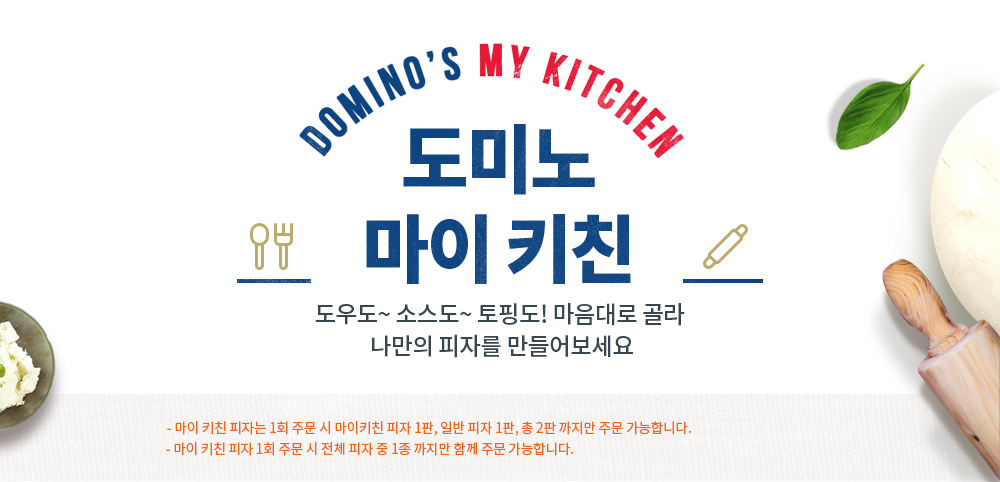 DOMINO'S MY KITCHEN
도미노
마이 키친
도우도~ 소스도~ 토핑도! 마음대로 골라
나만의 피자를 만들어보세요
- 마이 키친 피자는 1회 주문 시 마이키친 피자 1판, 일반 피자 1판, 총 2판 까지만 주문 가능합니다.
- 마이 키친 피자 1회 주문 시 전체 피자 중 1종 까지만 함께 주문 가능합니다.